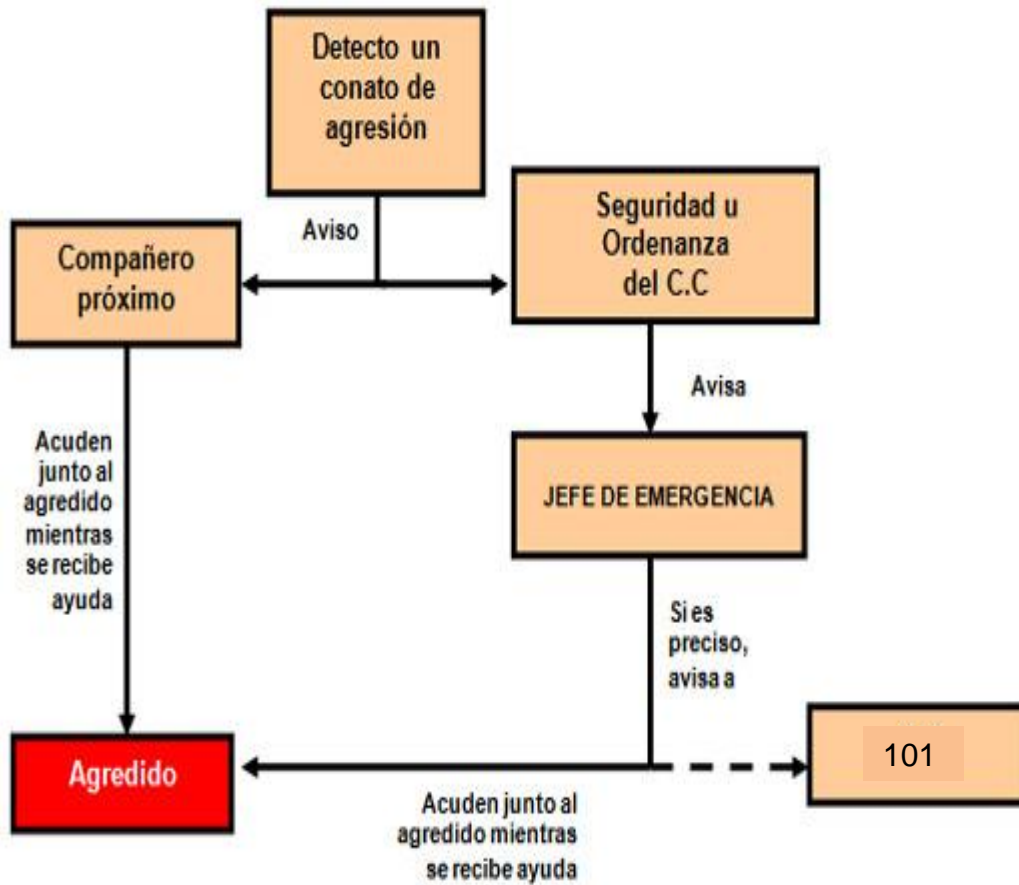 Detecto un
conato de
agresión
Aviso
Seguridad u
Ordenanza
del C.C
Compañero
próximo
Avisa
Acuden
junto al
agredido
mientras
se recibe
ayuda
JEFE DE EMERGENCIA
Si es
preciso,
avisa a
Agredido
101
Acuden junto al
agredido mientras
se recibe ayuda